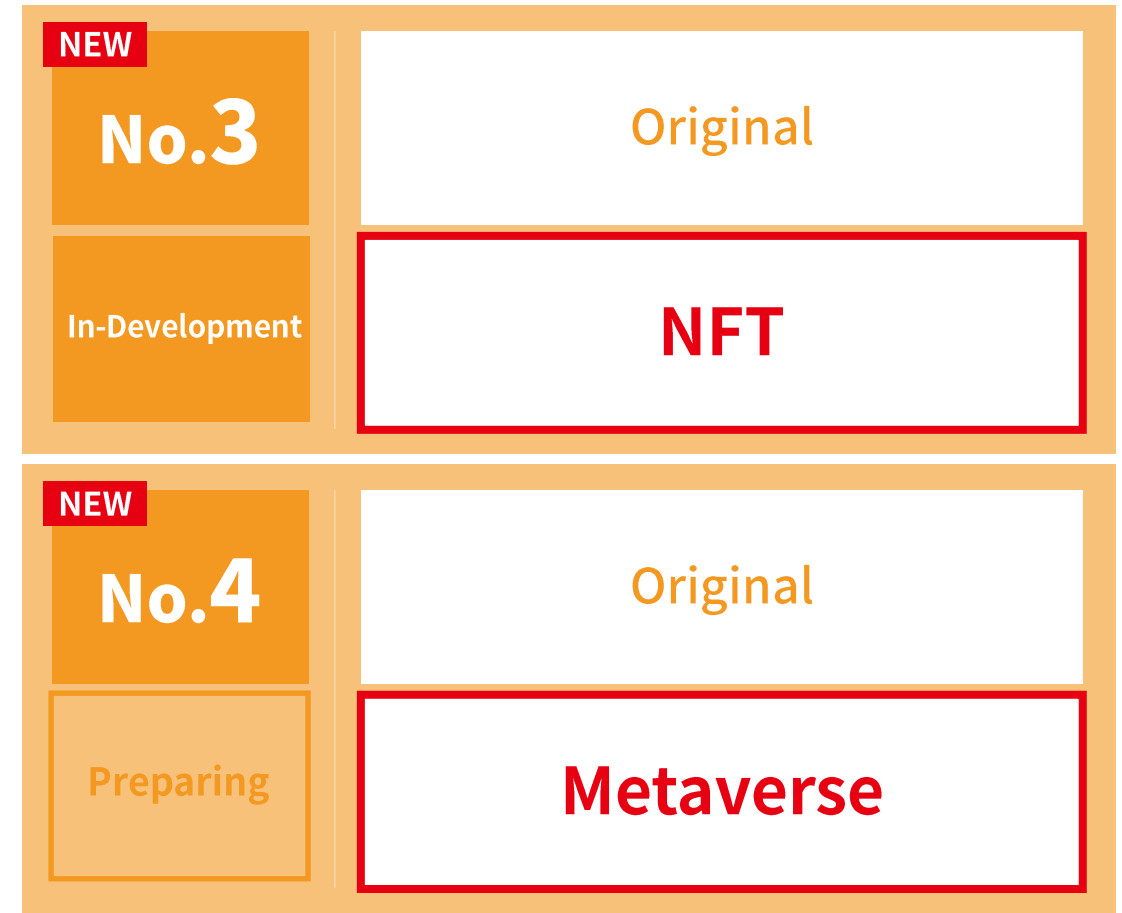 NEW
No.3
Original
In-Development
NFT
NEW
No.4
Original
Preparing
Metaverse